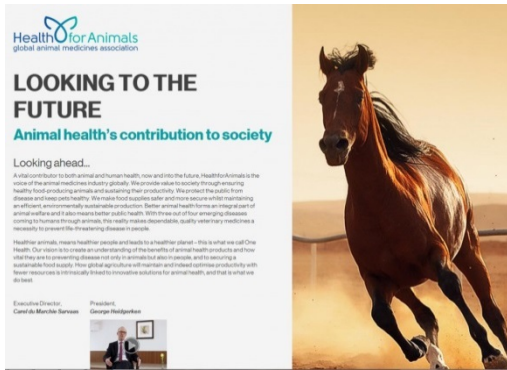 Health for Animals
global animal medicines association
LOOKING TO THE
FUTURE
Animal health's contribution to society
Looking ahead...
A vital contributor to both animal and human health, now and into the future, HealthforAnimals is the
voice of the animal medicines industry globally. We provide value to society through ensuring
healthy food-producing animals and sustaining their productivity. We protect the public from
disease and keep pets healthy. We make food supplies safer and more secure whilst maintaining
an efficient, environmentally sustainable production. Better animal health forms an integral part of
animal welfare and it also means better public health. With three out of four emerging diseases
coming to humans through animals, this really makes dependable, quality veterinary medicines a
necessity to prevent life-threatening disease in people.
Healthier animals, means healthier people and leads to a healthier planet – this is what we call One
Health. Our vision is to create an understanding of the benefits of animal health products and how
vital they are to preventing disease not only in animals but also in people, and to securing a
sustainable food supply. How global agriculture will maintain and indeed optimise productivity with
fewer resources is intrinsically linked to innovative solutions for animal health, and that is what we
do best.
Executive Director,
Carel du Marchie Sarvaas
President,
George Heidgerken